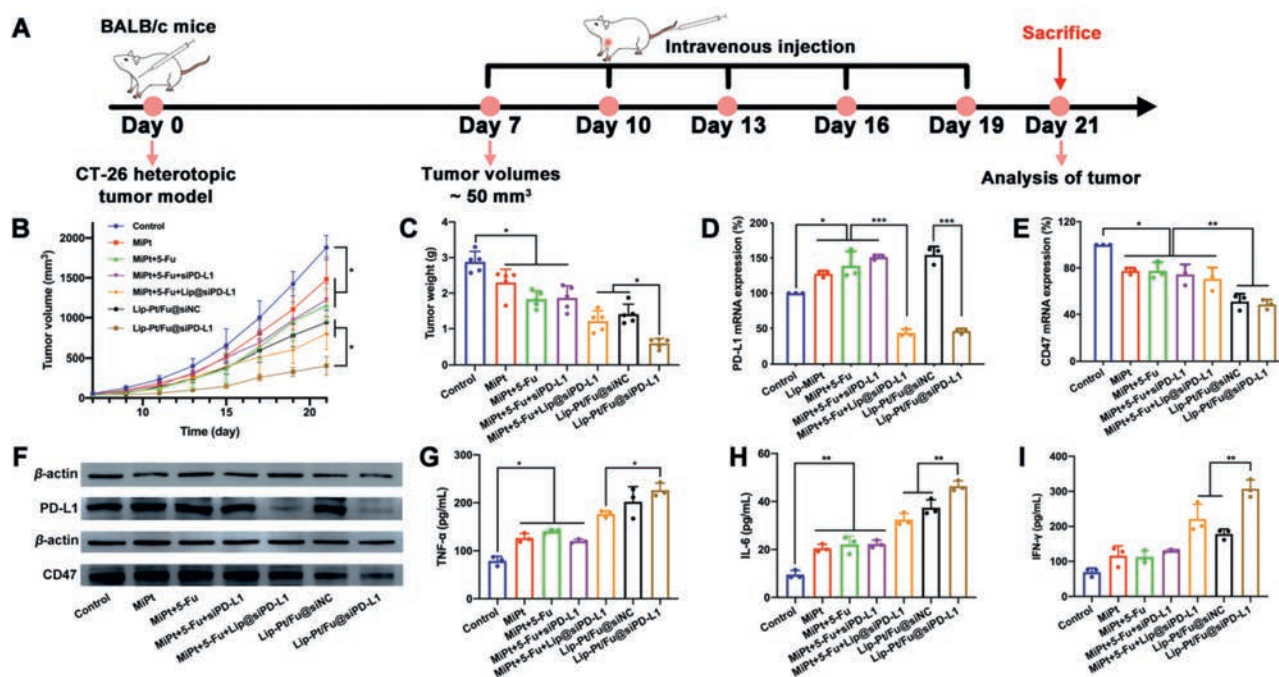 A
BALB/c mice
Intravenous injection
Sacrifice
Day 0
Day 7
Day 10
Day 13
Day 16
Day 19
Day 21
CT-26 heterotopic
tumor model
Tumor volumes
~ 50 mm³
Analysis of tumor
B
Tumor volume (mm³)
2000
1500
1000
500
0
10
15
20
Time (day)
Control
MiPt
MiPt+5-Fu
MiPt+5-Fu+siPD-L1
MiPt+5-Fu+Lip@siPD-L1
Lip-Pt/Fu@siNC
Lip-Pt/Fu@siPD-L1
*
*
C
Tumor weight (g)
4
3
2
1
0
*
*
Control
MiPt
MiPt+5-Fu
MiPt+5-Fu+siPD-L1
MiPt+5-Fu+Lip@siPD-L1
Lip-Pt/Fu@siNC
Lip-Pt/Fu@siPD-L1
D
PD-L1 mRNA expression (%)
200
150
100
50
0
*
***
***
Control
Lip-MiPt
MiPt+5-Fu
MiPt+5-Fu+siPD-L1
MiPt+5-Fu+Lip@siPD-L1
Lip-Pt/Fu@siNC
Lip-Pt/Fu@siPD-L1
E
CD47 mRNA expression (%)
120
80
40
0
*
**
Control
MiPt
MiPt+5-Fu
MiPt+5-Fu+siPD-L1
MiPt+5-Fu+Lip@siPD-L1
Lip-Pt/Fu@siNC
Lip-Pt/Fu@siPD-L1
F
β-actin
PD-L1
β-actin
CD47
Control
MiPt
MiPt+5-Fu
MiPt+5-Fu+siPD-L1
MiPt+5-Fu+Lip@siPD-L1
Lip-Pt/Fu@siNC
Lip-Pt/Fu@siPD-L1
G
TNF-α (pg/mL)
300
200
100
0
*
*
Control
MiPt
MiPt+5-Fu
MiPt+5-Fu+siPD-L1
MiPt+5-Fu+Lip@siPD-L1
Lip-Pt/Fu@siNC
Lip-Pt/Fu@siPD-L1
H
IL-6 (pg/mL)
60
40
20
0
**
**
Control
MiPt
MiPt+5-Fu
MiPt+5-Fu+siPD-L1
MiPt+5-Fu+Lip@siPD-L1
Lip-Pt/Fu@siNC
Lip-Pt/Fu@siPD-L1
I
IFN-γ (pg/mL)
400
300
200
100
0
**
Control
MiPt
MiPt+5-Fu
MiPt+5-Fu+siPD-L1
MiPt+5-Fu+Lip@siPD-L1
Lip-Pt/Fu@siNC
Lip-Pt/Fu@siPD-L1